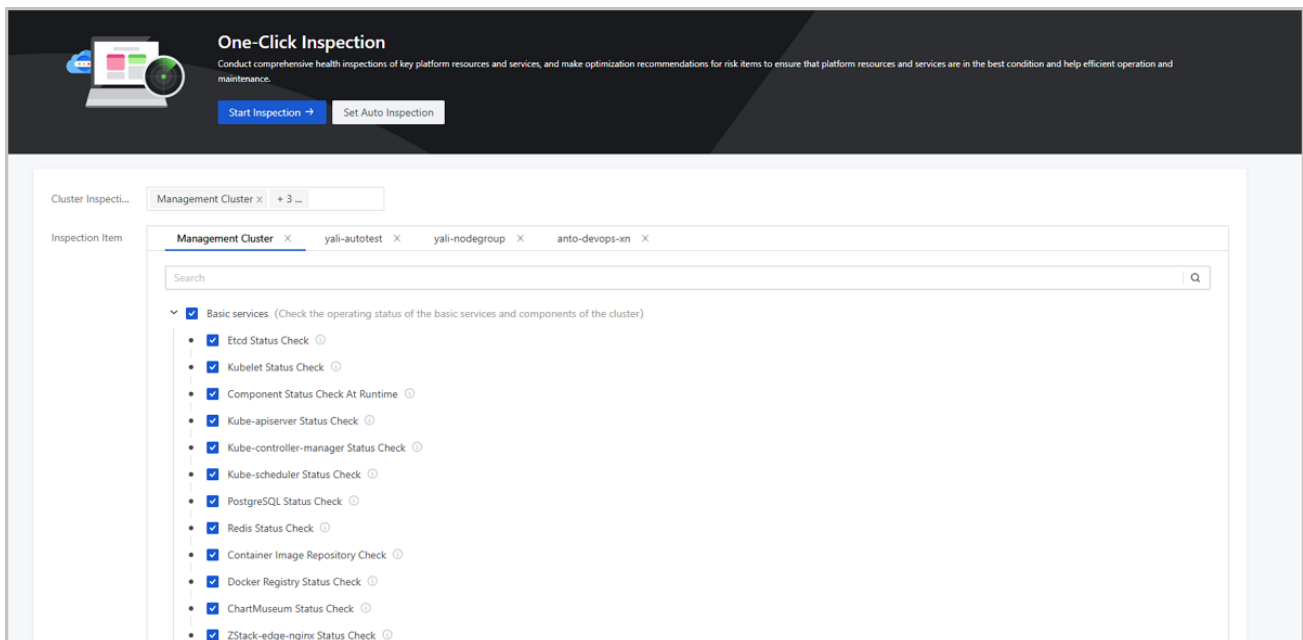 One-Click Inspection
Conduct comprehensive health inspections of key platform resources and services, and make optimization recommendations for risk items to ensure that platform resources and services are in the best condition and help efficient operation and
maintenance.
Start Inspection → Set Auto Inspection
Cluster Inspecti... Management Cluster × + 3 ...
Inspection Item Management Cluster × yali-autotest × yali-nodegroup × anto-devops-xn ×
Search
Basic services (Check the operating status of the basic services and components of the cluster)
Etcd Status Check
Kubelet Status Check
Component Status Check At Runtime
Kube-apiserver Status Check
Kube-controller-manager Status Check
Kube-scheduler Status Check
PostgreSQL Status Check
Redis Status Check
Container Image Repository Check
Docker Registry Status Check
ChartMuseum Status Check
ZStack-edge-nginx Status Check